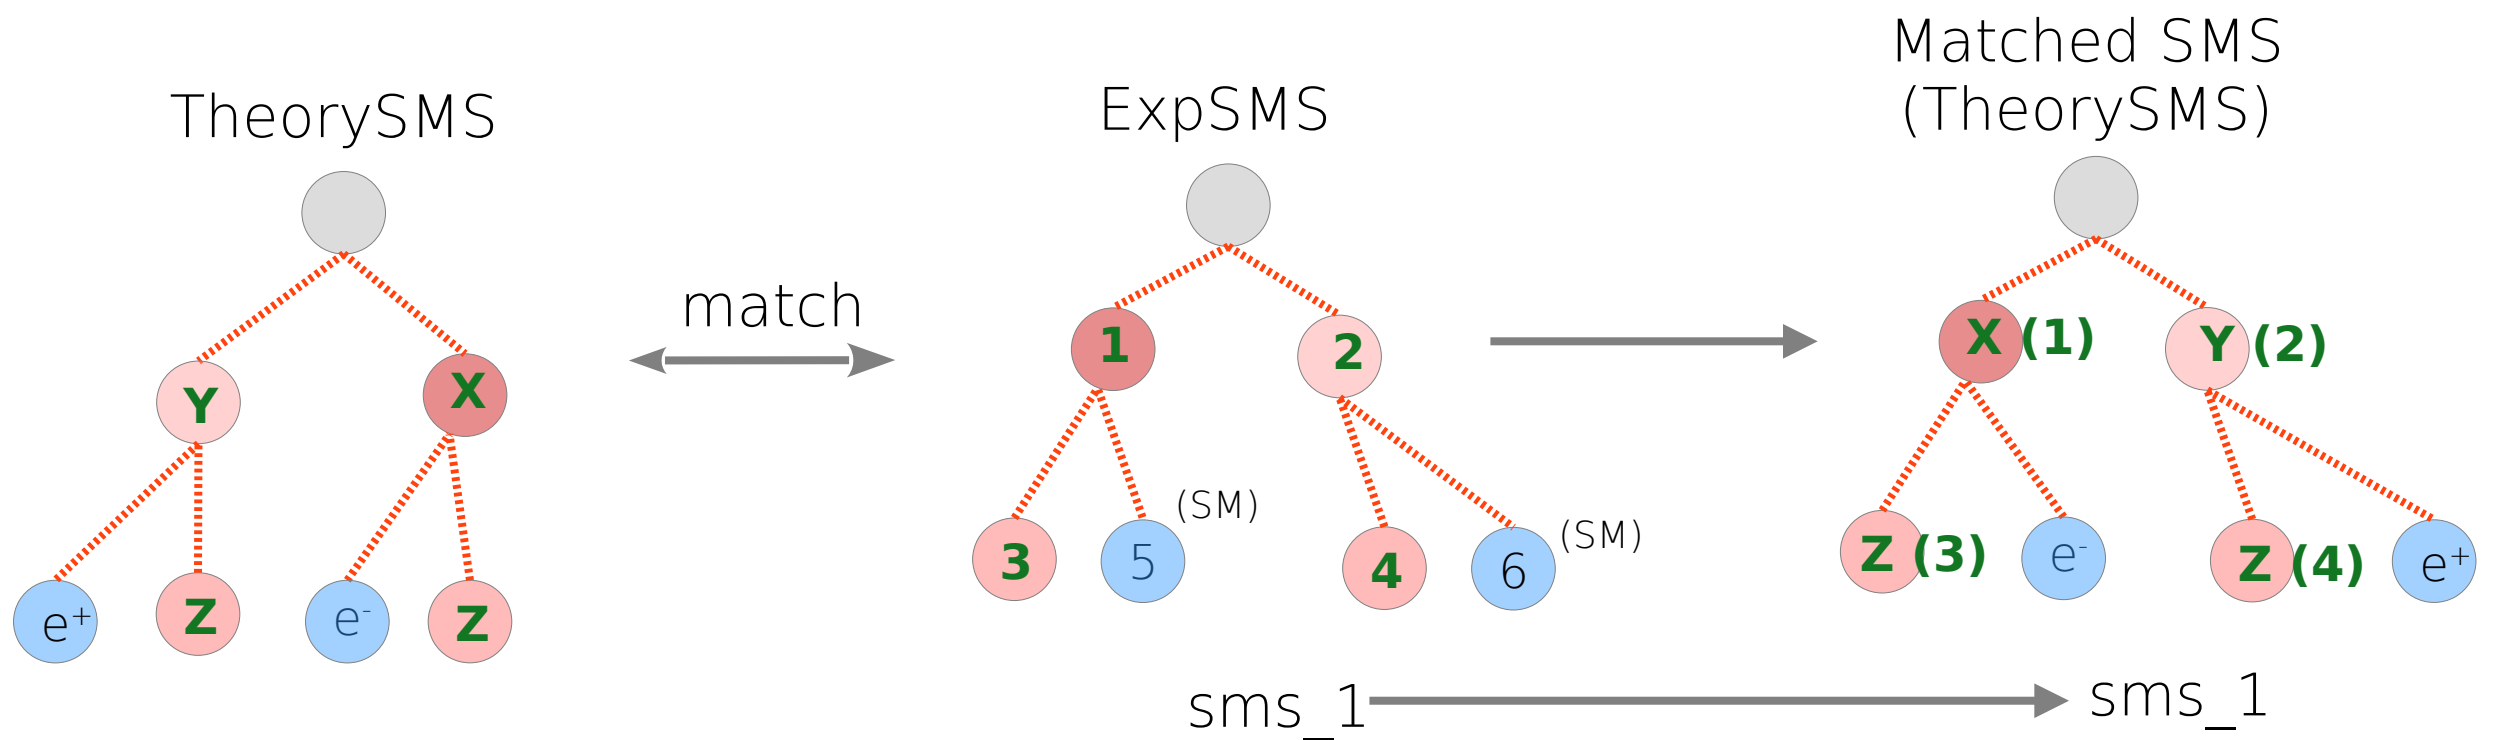 TheorySMS
Y
X
e⁺
Z
e⁻
Z
match
ExpSMS
1
2
(SM)
(SM)
3
5
4
6
sms_1
Matched SMS
(TheorySMS)
X(1)
Y(2)
Z(3)
e⁻
Z(4)
e⁺
sms_1